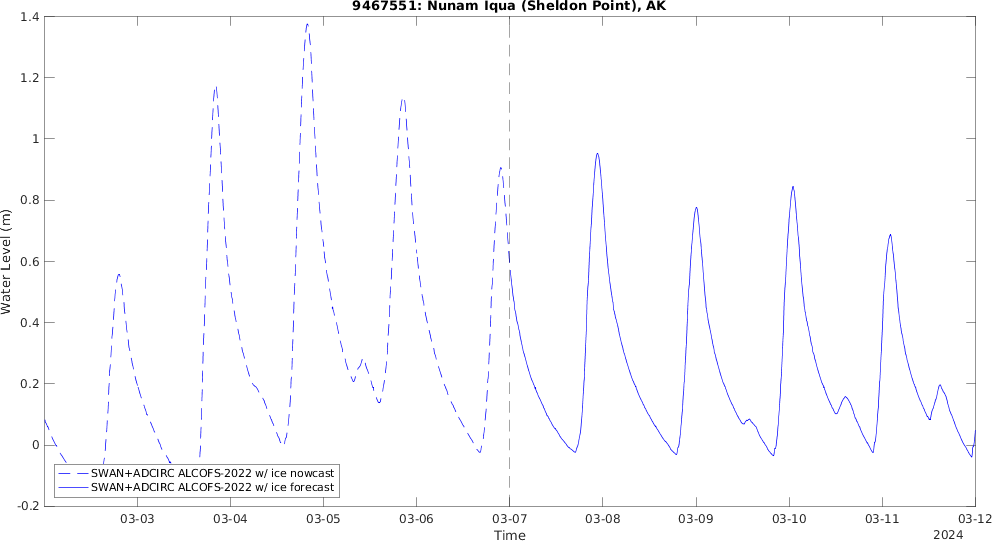 9467551: Nunam Iqua (Sheldon Point), AK
1.4
1.2
1
0.8
0.6
0.4
0.2
0
-0.2
Water Level (m)
SWAN+ADCIRC ALCOFS-2022 w/ ice nowcast
SWAN+ADCIRC ALCOFS-2022 w/ ice forecast
03-03 03-04 03-05 03-06 03-07 03-08 03-09 03-10 03-11 03-12
Time
2024